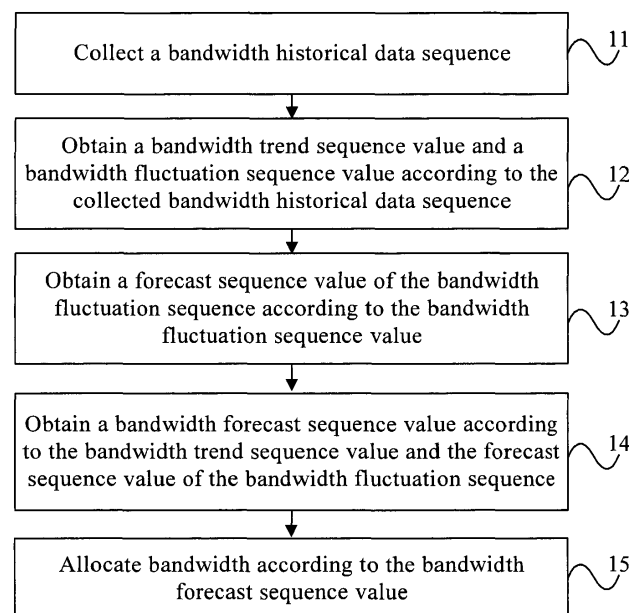 Collect a bandwidth historical data sequence
11
Obtain a bandwidth trend sequence value and a
bandwidth fluctuation sequence value according to the
collected bandwidth historical data sequence
12
Obtain a forecast sequence value of the bandwidth
fluctuation sequence according to the bandwidth
fluctuation sequence value
13
Obtain a bandwidth forecast sequence value according
to the bandwidth trend sequence value and the forecast
sequence value of the bandwidth fluctuation sequence
14
Allocate bandwidth according to the bandwidth
forecast sequence value
15